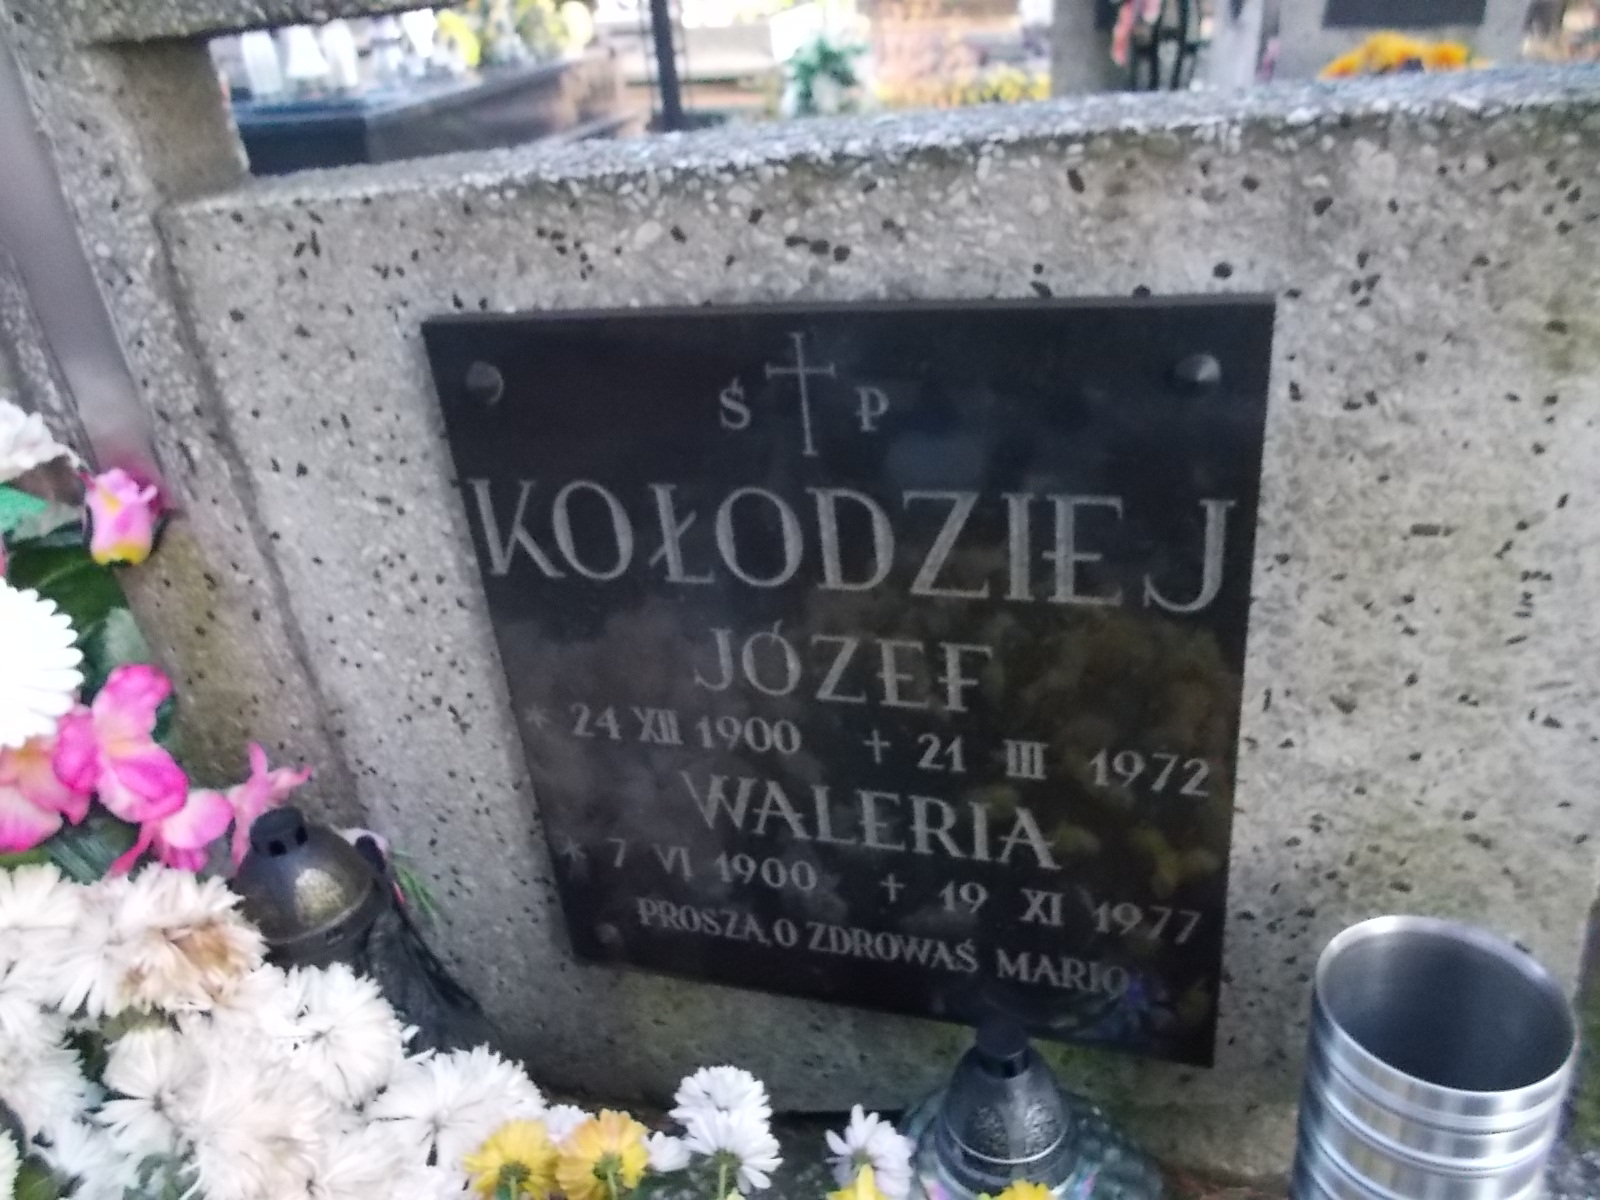 Ś P
KOŁODZIEJ
JÓZEF
* 24 XII 1900 + 21 III 1972
WALERIA
* 7 VI 1900 + 19 XI 1977
PROSZĄ O ZDROWAŚ MARIO